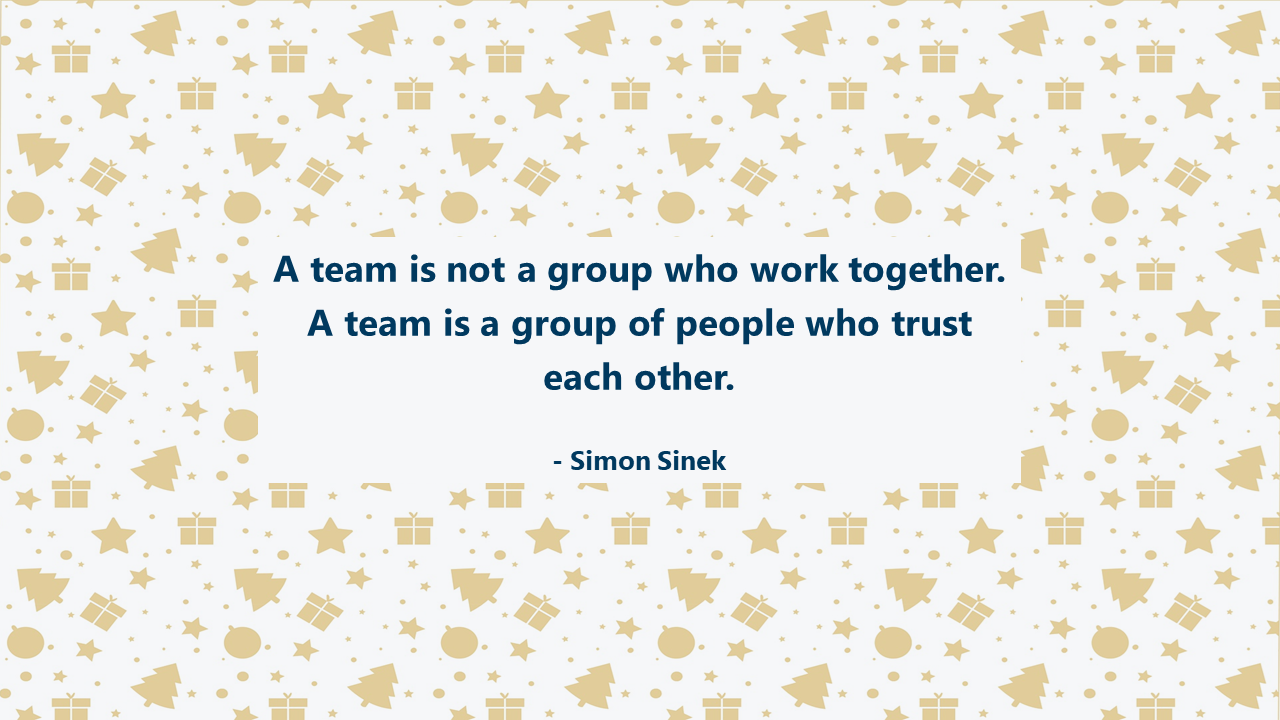 A team is not a group who work together.
A team is a group of people who trust
each other.
- Simon Sinek